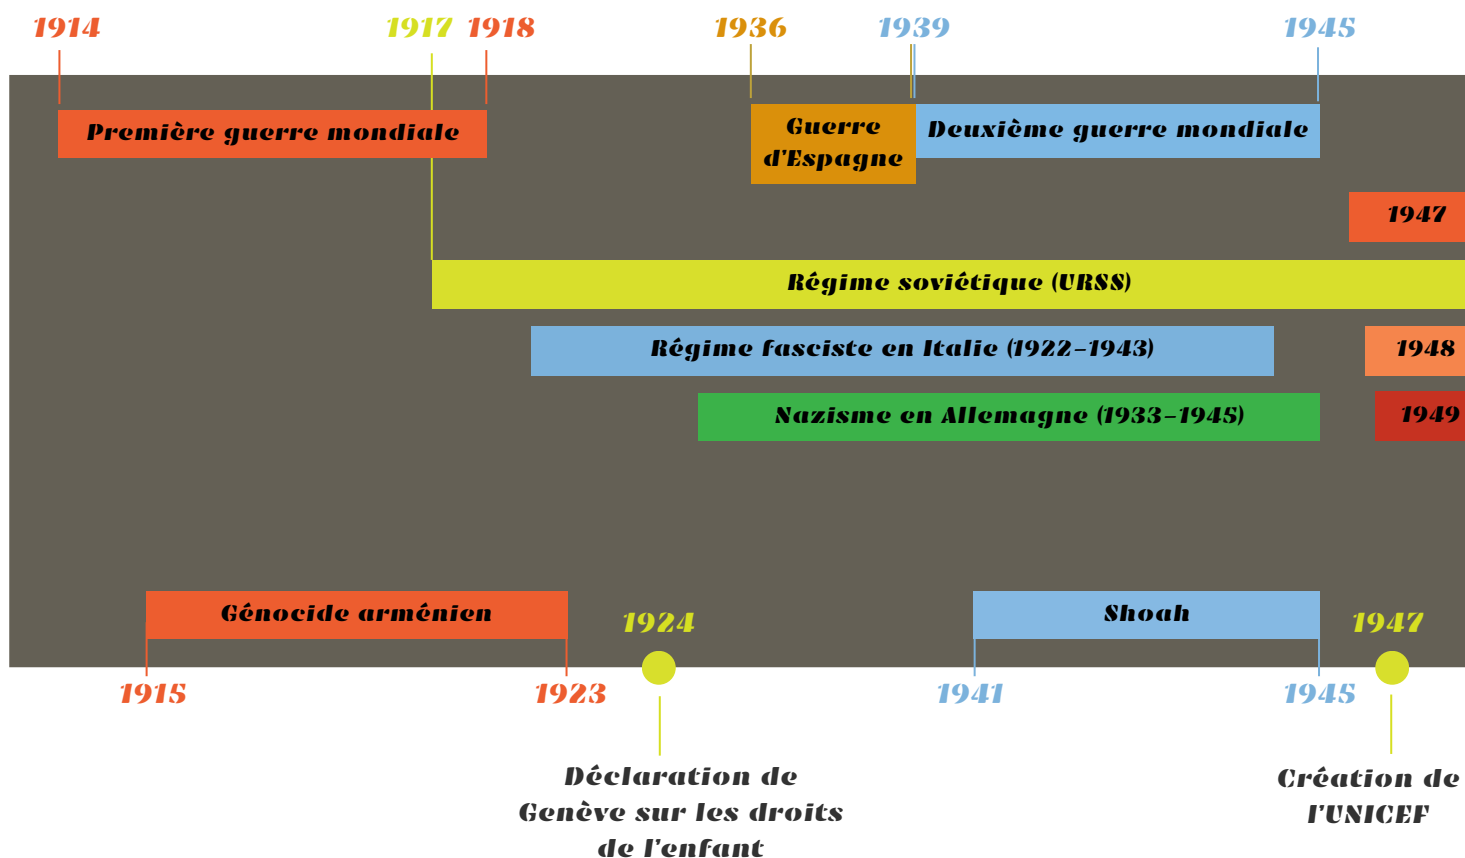 1914
1917
1918
1936
1939
1945
Première guerre mondiale
Guerre
d'Espagne
Deuxième guerre mondiale
1947
Régime soviétique (URSS)
Régime fasciste en Italie (1922-1943)
1948
Nazisme en Allemagne (1933-1945)
1949
Génocide arménien
1924
Shoah
1947
1915
1923
1941
1945
Déclaration de
Genève sur les droits
de l'enfant
Création de
l'UNICEF